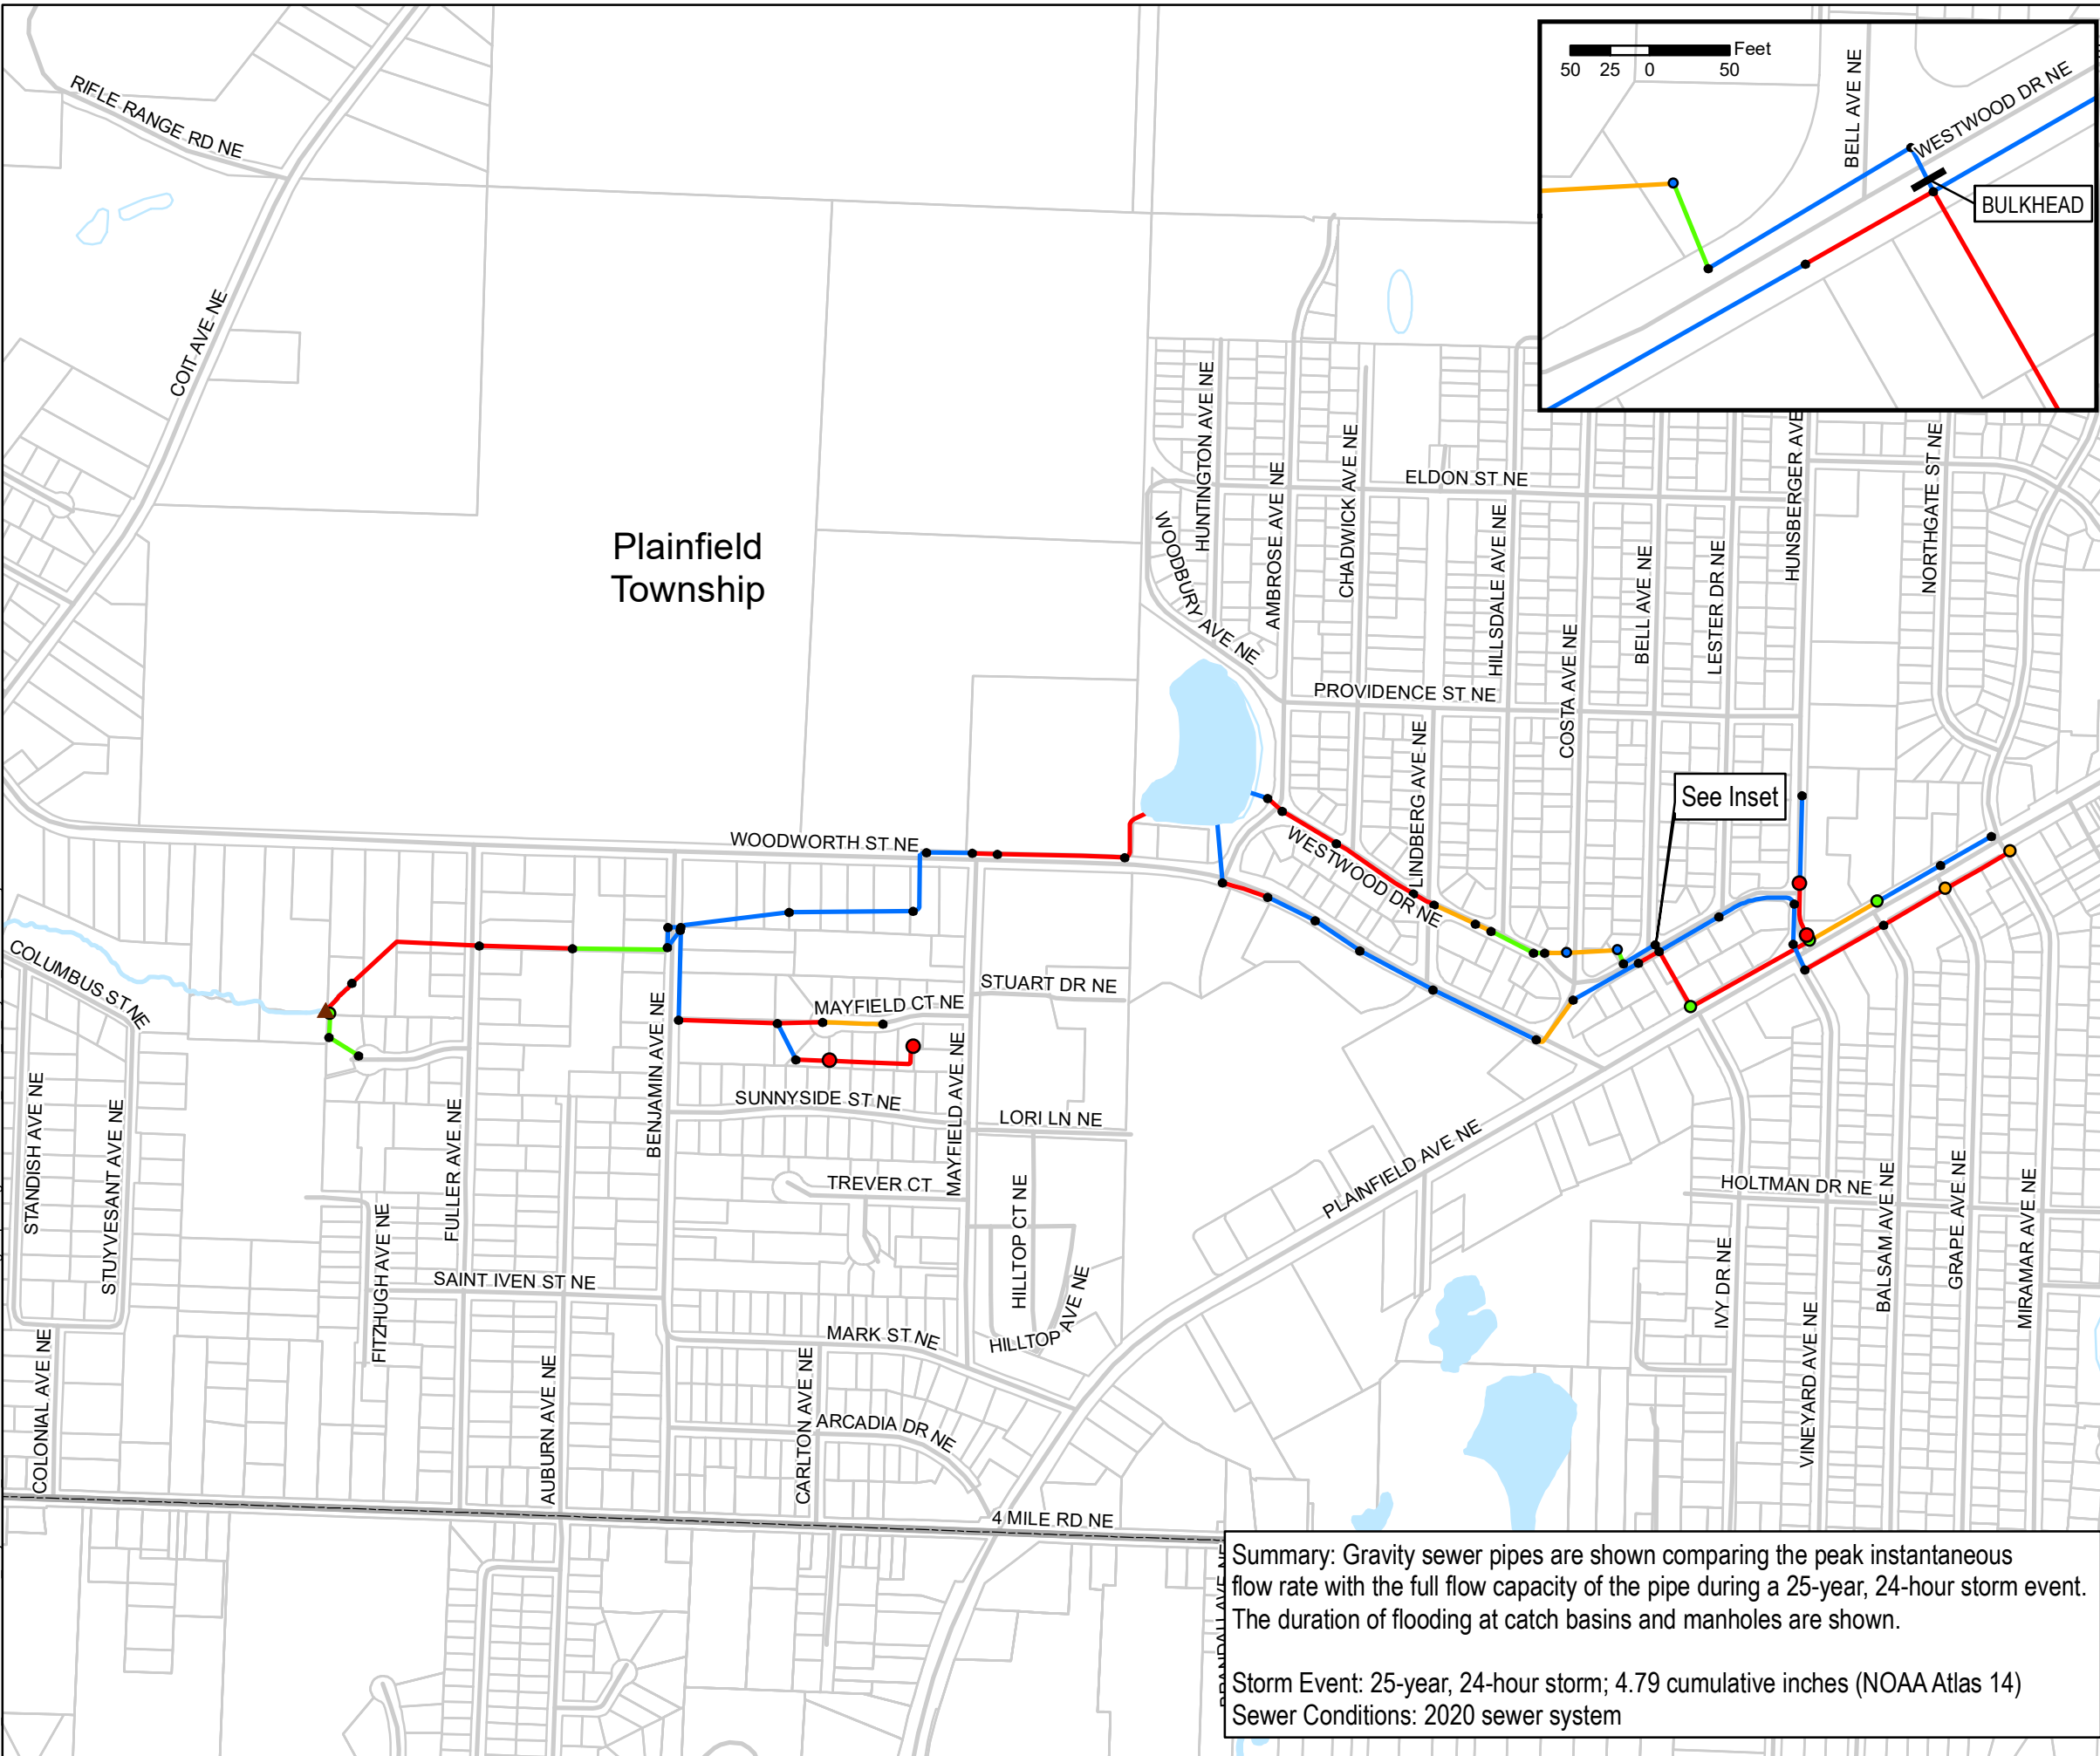 50 25 0 50 Feet
BELL AVE NE
WESTWOOD DR NE
BULKHEAD
RIFLE RANGE RD NE
COIT AVE NE
Plainfield
Township
HUNTINGTON AVE NE
WOODBURY AVE NE
AMBROSE AVE NE
CHADWICK AVE NE
ELDON ST NE
HILLSDALE AVE NE
COSTA AVE NE
BELL AVE NE
LESTER DR NE
HUNSBERGER AVE
NORTHGATE ST NE
PROVIDENCE ST NE
LINDBERG AVE NE
WESTWOOD DR NE
See Inset
WOODWORTH ST NE
COLUMBUS ST NE
STANDISH AVE NE
STUYVESANT AVE NE
COLONIAL AVE NE
FITZHUGH AVE NE
FULLER AVE NE
AUBURN AVE NE
BENJAMIN AVE NE
MAYFIELD CT NE
STUART DR NE
SUNNYSIDE ST NE
MAYFIELD AVE NE
LORI LN NE
TREVER CT
HILLTOP CT NE
HILLTOP AVE NE
SAINT IVEN ST NE
MARK ST NE
CARLTON AVE NE
ARCADIA DR NE
PLAINFIELD AVE NE
HOLTMAN DR NE
IVY DR NE
VINEYARD AVE NE
BALSAM AVE NE
GRAPE AVE NE
MIRAMAR AVE NE
4 MILE RD NE
Summary: Gravity sewer pipes are shown comparing the peak instantaneous
flow rate with the full flow capacity of the pipe during a 25-year, 24-hour storm event.
The duration of flooding at catch basins and manholes are shown.
Storm Event: 25-year, 24-hour storm; 4.79 cumulative inches (NOAA Atlas 14)
Sewer Conditions: 2020 sewer system